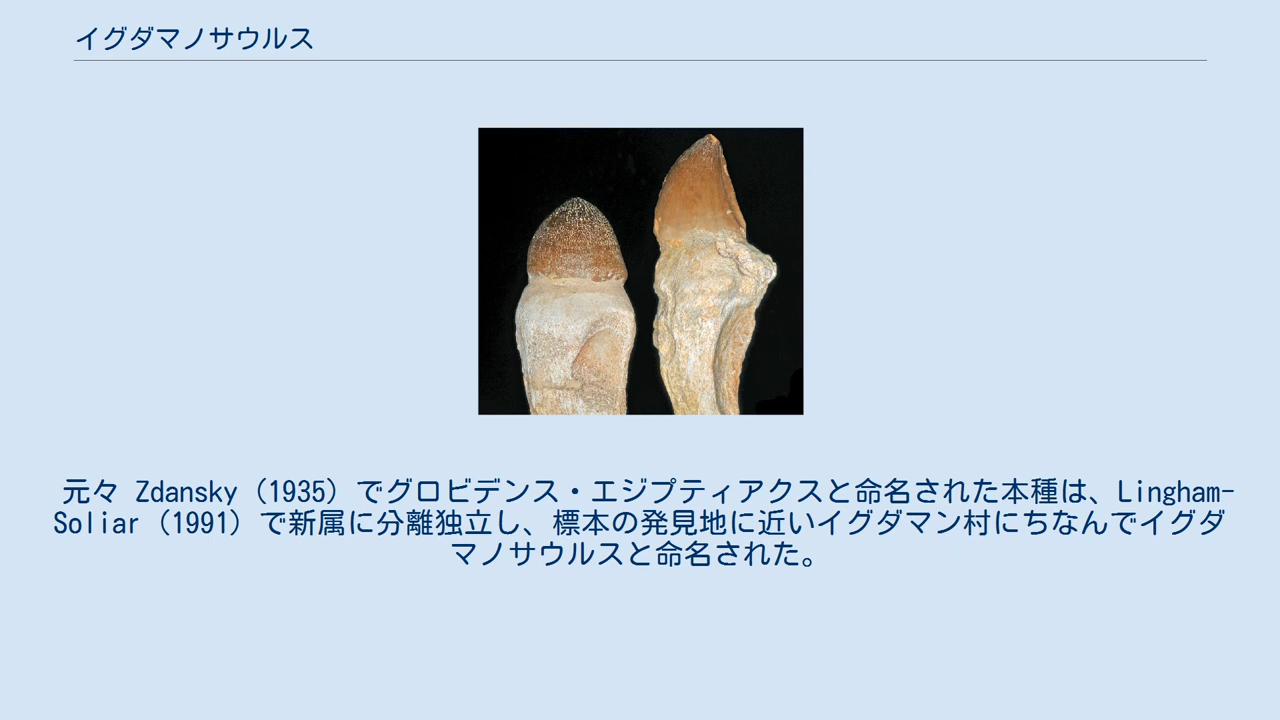 イグダマノサウルス
元々 Zdansky (1935) でグロビデンス・エジプティアクスと命名された本種は、Lingham-
Soliar (1991) で新属に分離独立し、標本の発見地に近いイグダマン村にちなんでイグダ
マノサウルスと命名された。